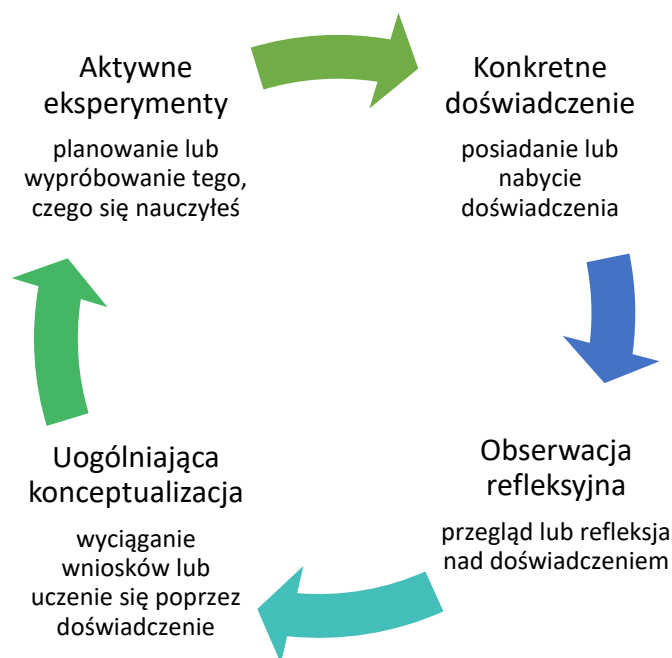 Aktywne
eksperymenty
planowanie lub
wypróbowanie tego,
czego się nauczyłeś
Konkretne
doświadczenie
posiadanie lub
nabycie
doświadczenia
Obserwacja
refleksyjna
przegląd lub refleksja
nad doświadczeniem
Uogólniająca
konceptualizacja
wyciąganie
wniosków lub
uczenie się poprzez
doświadczenie